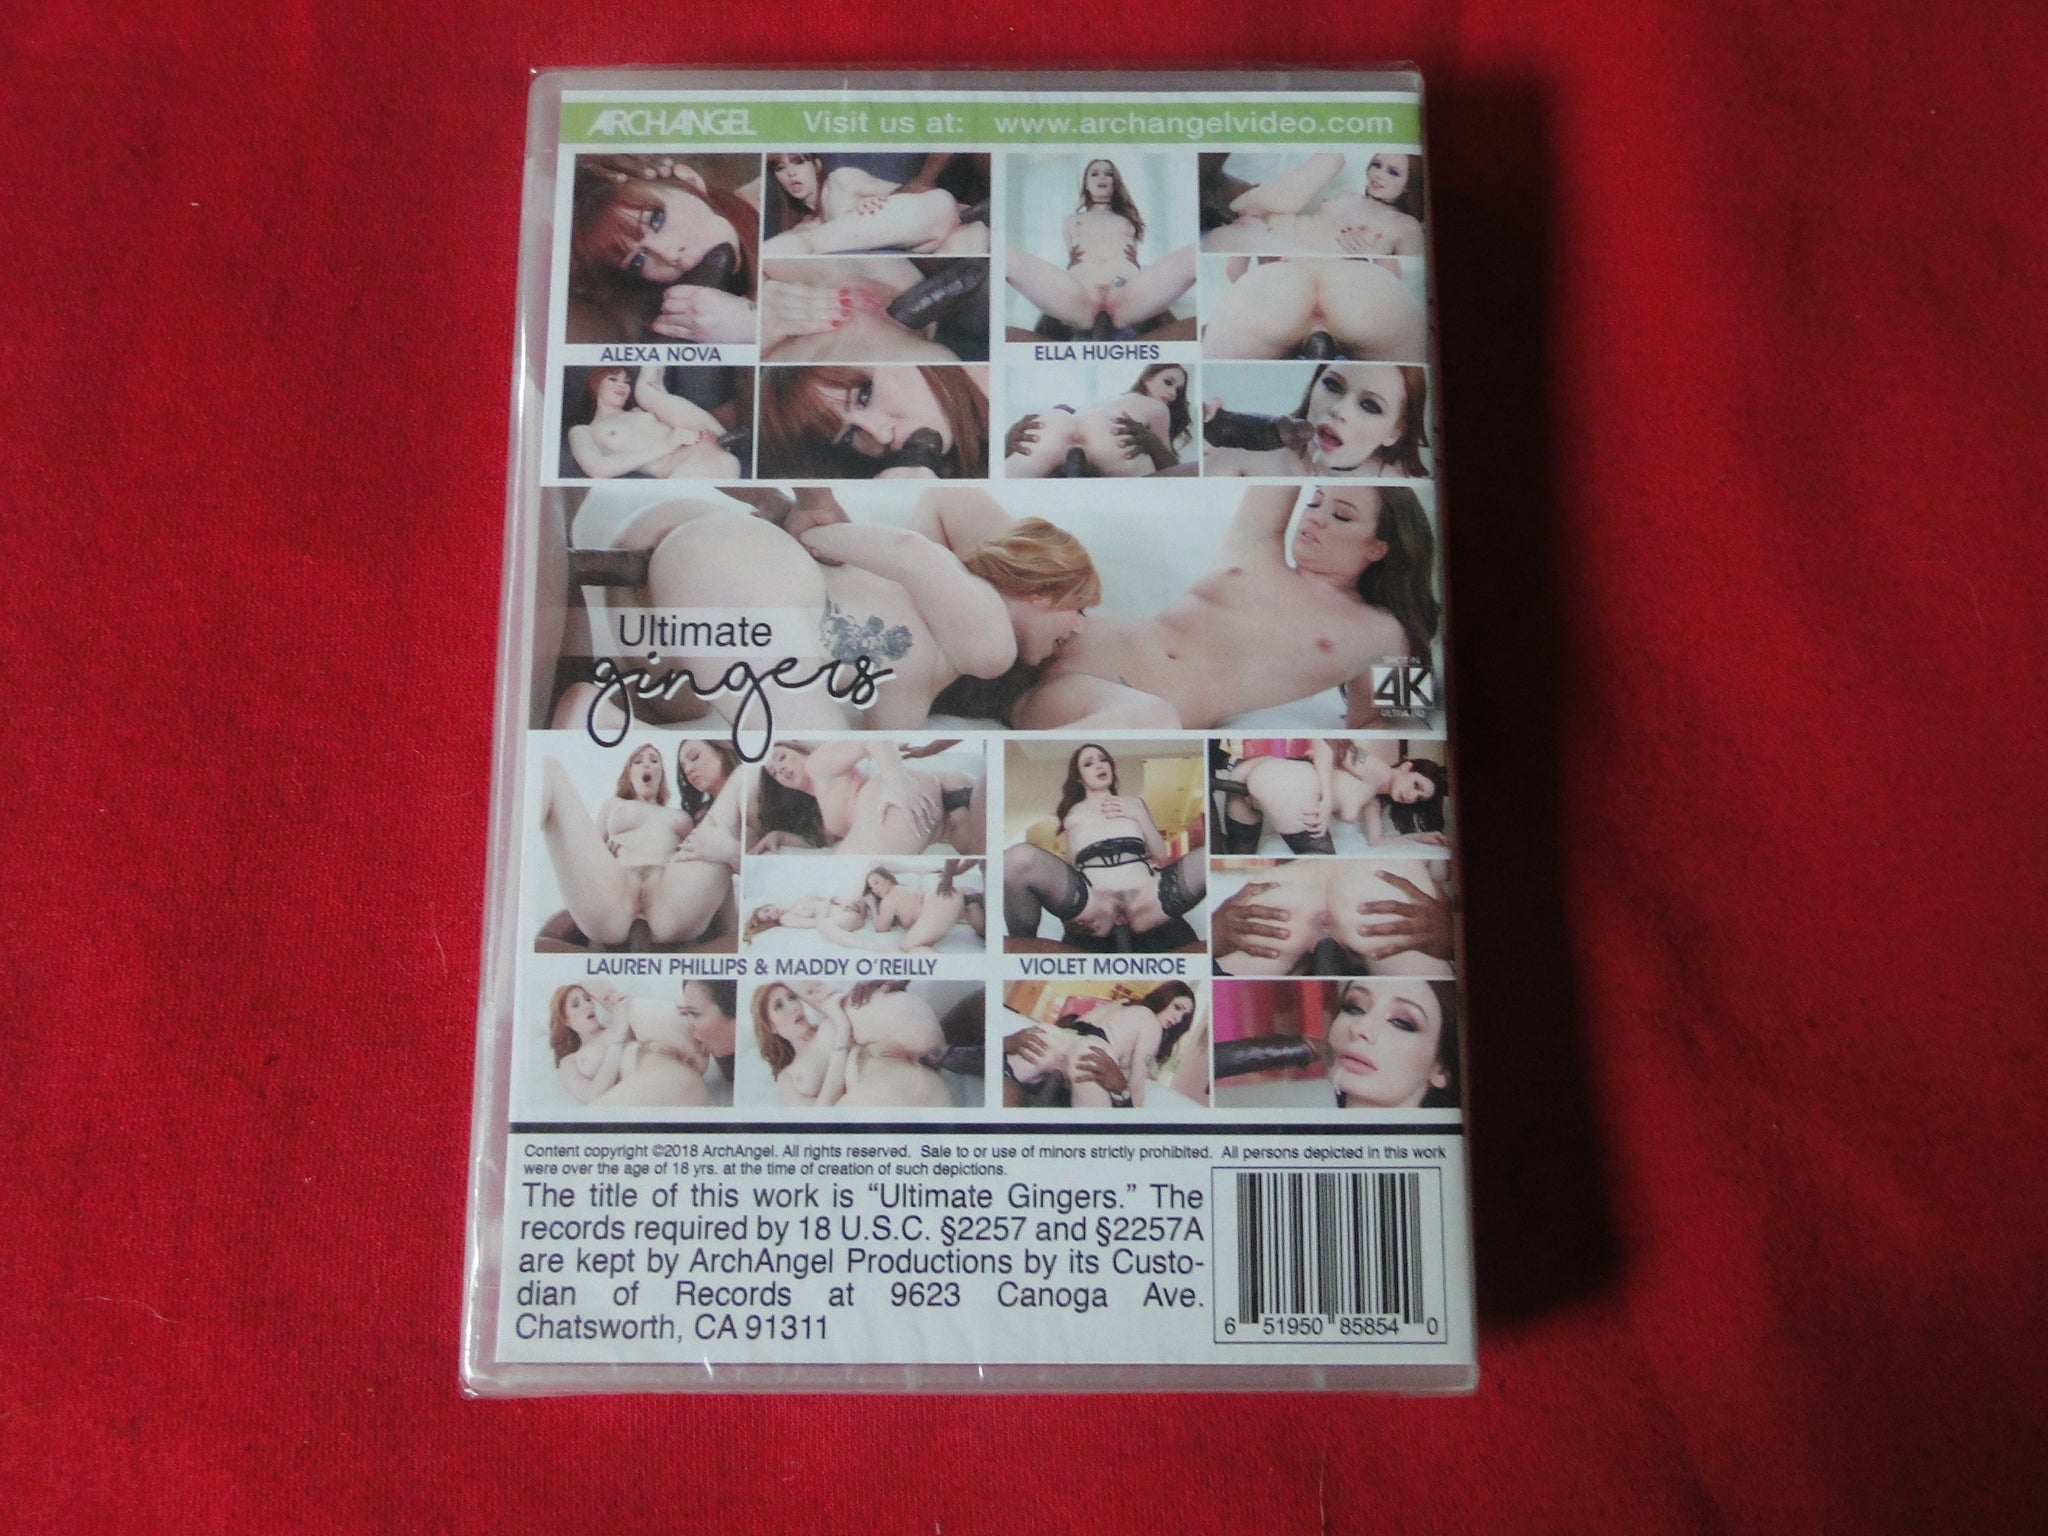 ARCHANGEL Visit us at: www.archangelvideo.com
ALEXA NOVA
ELLA HUGHES
Ultimate
gingers
SHOT IN
4K
ULTRA HD
LAUREN PHILLIPS & MADDY O'REILLY
VIOLET MONROE
Content copyright ©2018 ArchAngel. All rights reserved. Sale to or use of minors strictly prohibited. All persons depicted in this work
were over the age of 18 yrs. at the time of creation of such depictions.
The title of this work is “Ultimate Gingers.” The
records required by 18 U.S.C. §2257 and §2257A
are kept by ArchAngel Productions by its Custo-
dian of Records at 9623 Canoga Ave.
Chatsworth, CA 91311
6 51950 85854 0